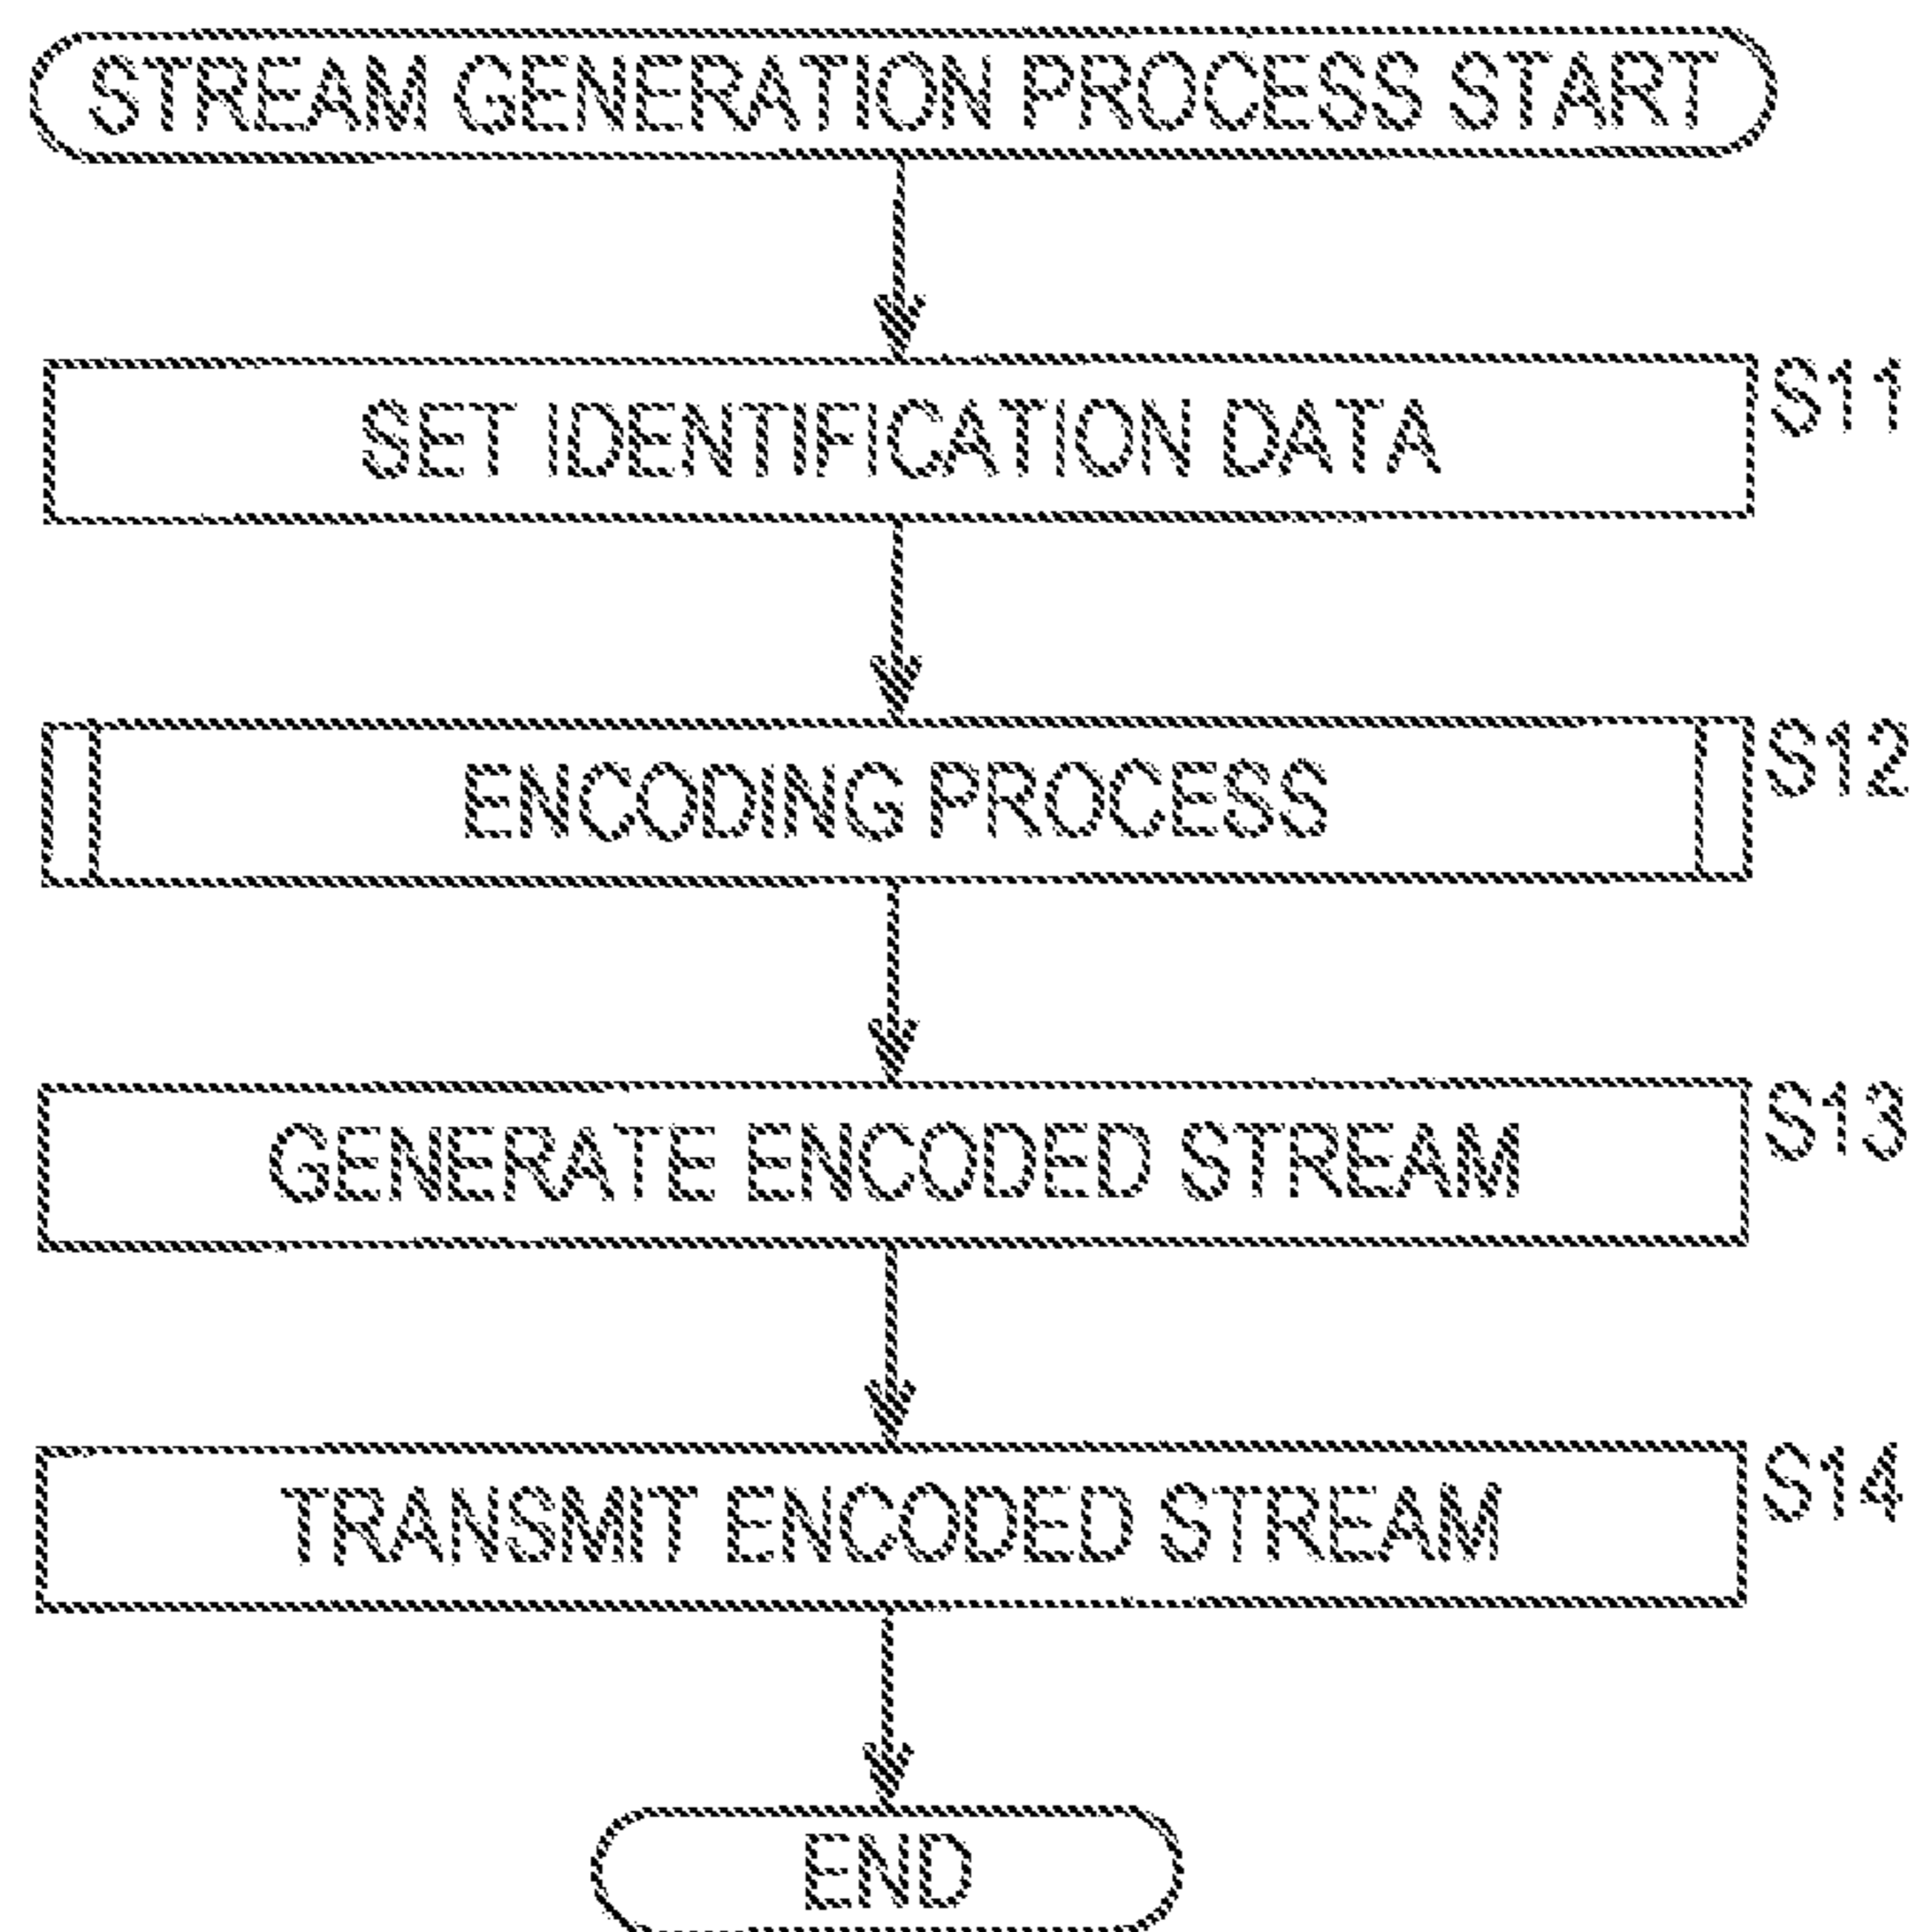 STREAM GENERATION PROCESS START
SET IDENTIFICATION DATA
S11
ENCODING PROCESS
S12
GENERATE ENCODED STREAM
S13
TRANSMIT ENCODED STREAM
S14
END